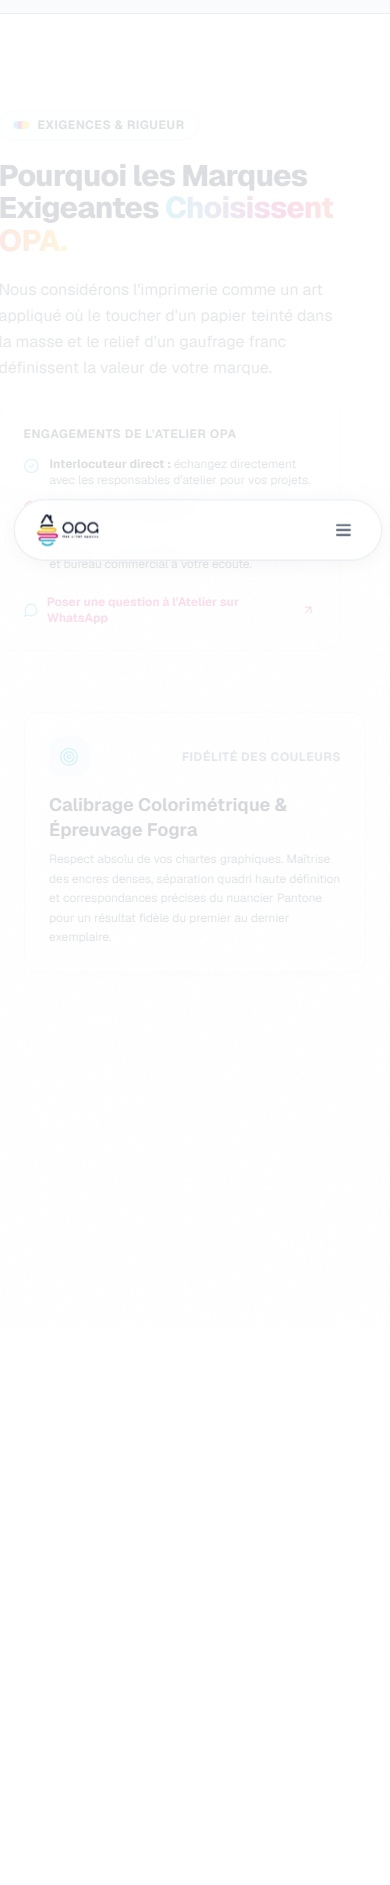 EXIGENCES & RIGUEUR
Pourquoi les Marques
Exigeantes Choisissent
OPA.
Nous considérons l'imprimerie comme un art
appliqué où le toucher d'un papier teinté dans
la masse et le relief d'un gaufrage franc
définissent la valeur de votre marque.
ENGAGEMENTS DE L'ATELIER OPA
Interlocuteur direct : échangez directement
avec les responsables d'atelier pour vos projets.
opa
et bureau commercial à votre écoute.
Poser une question à l'Atelier sur
WhatsApp
FIDÉLITÉ DES COULEURS
Calibrage Colorimétrique &
Épreuvage Fogra
Respect absolu de vos chartes graphiques. Maîtrise
des encres denses, séparation quadri haute définition
et correspondances précises du nuancier Pantone
pour un résultat fidèle du premier au dernier
exemplaire.